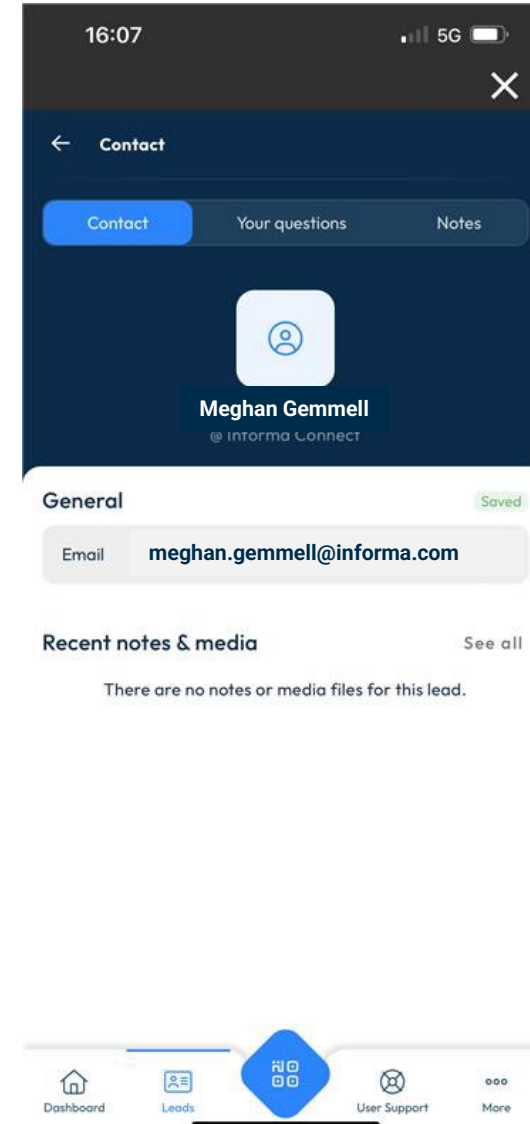 16:07 5G
Contact
Contact Your questions Notes
Meghan Gemmell
@ Informa Connect
General Saved
Email meghan.gemmell@informa.com
Recent notes & media See all
There are no notes or media files for this lead.
Dashboard Leads User Support More